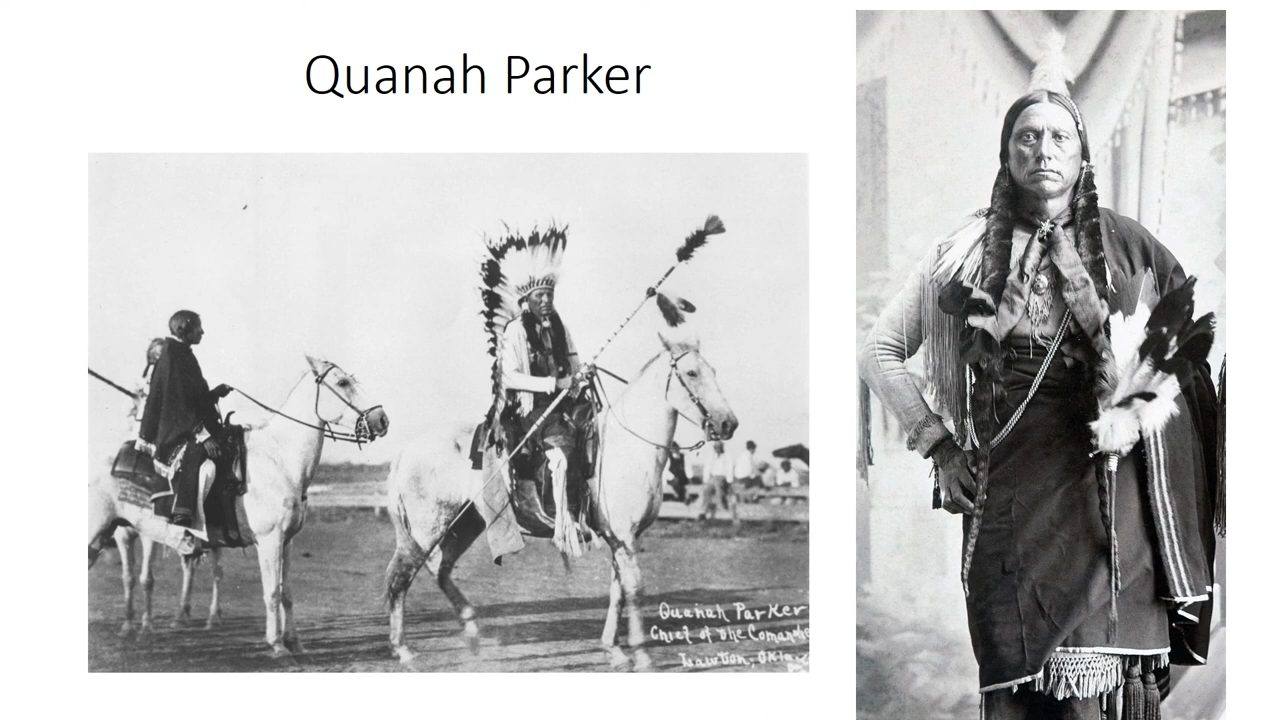 Quanah Parker
Quanah Parker
Chief of the Comanche
Lawton, Okla.